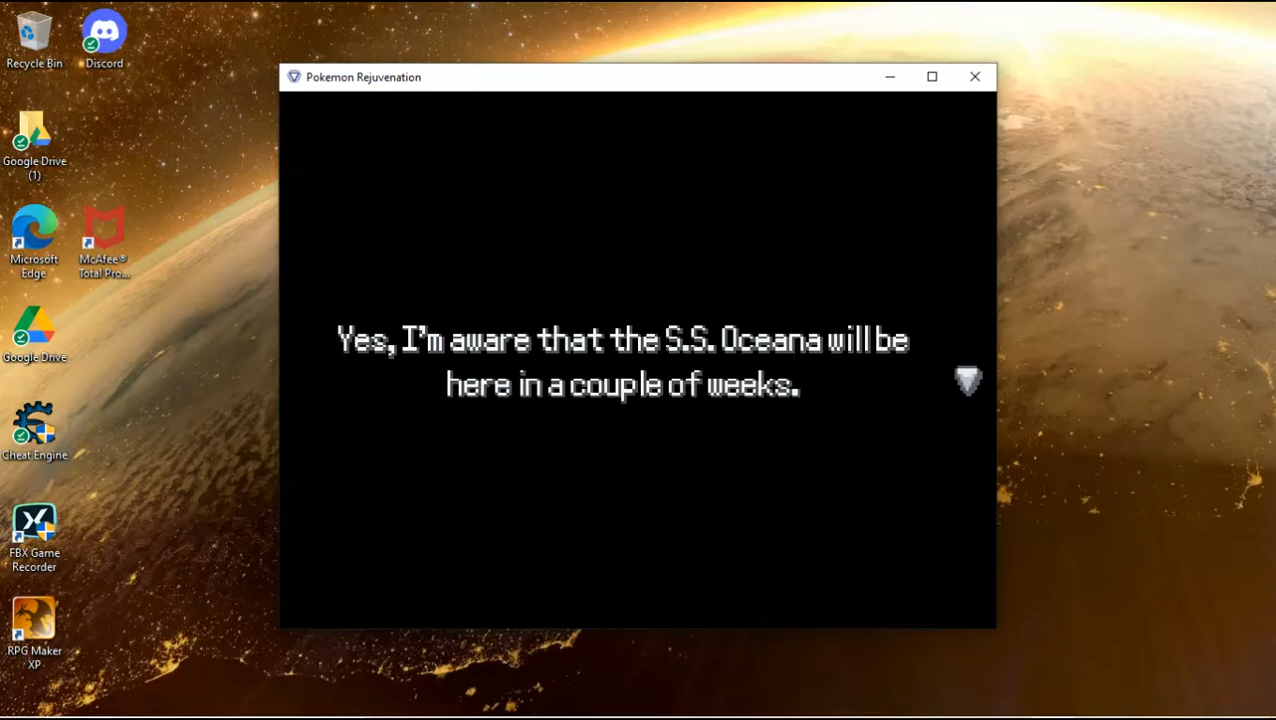 Recycle Bin
Discord
Google Drive
(1)
Microsoft
Edge
McAfee®
Total Pro...
Google Drive
Cheat Engine
FBX Game
Recorder
RPG Maker
XP
Pokemon Rejuvenation
Yes, I'm aware that the S.S. Oceana will be
here in a couple of weeks.